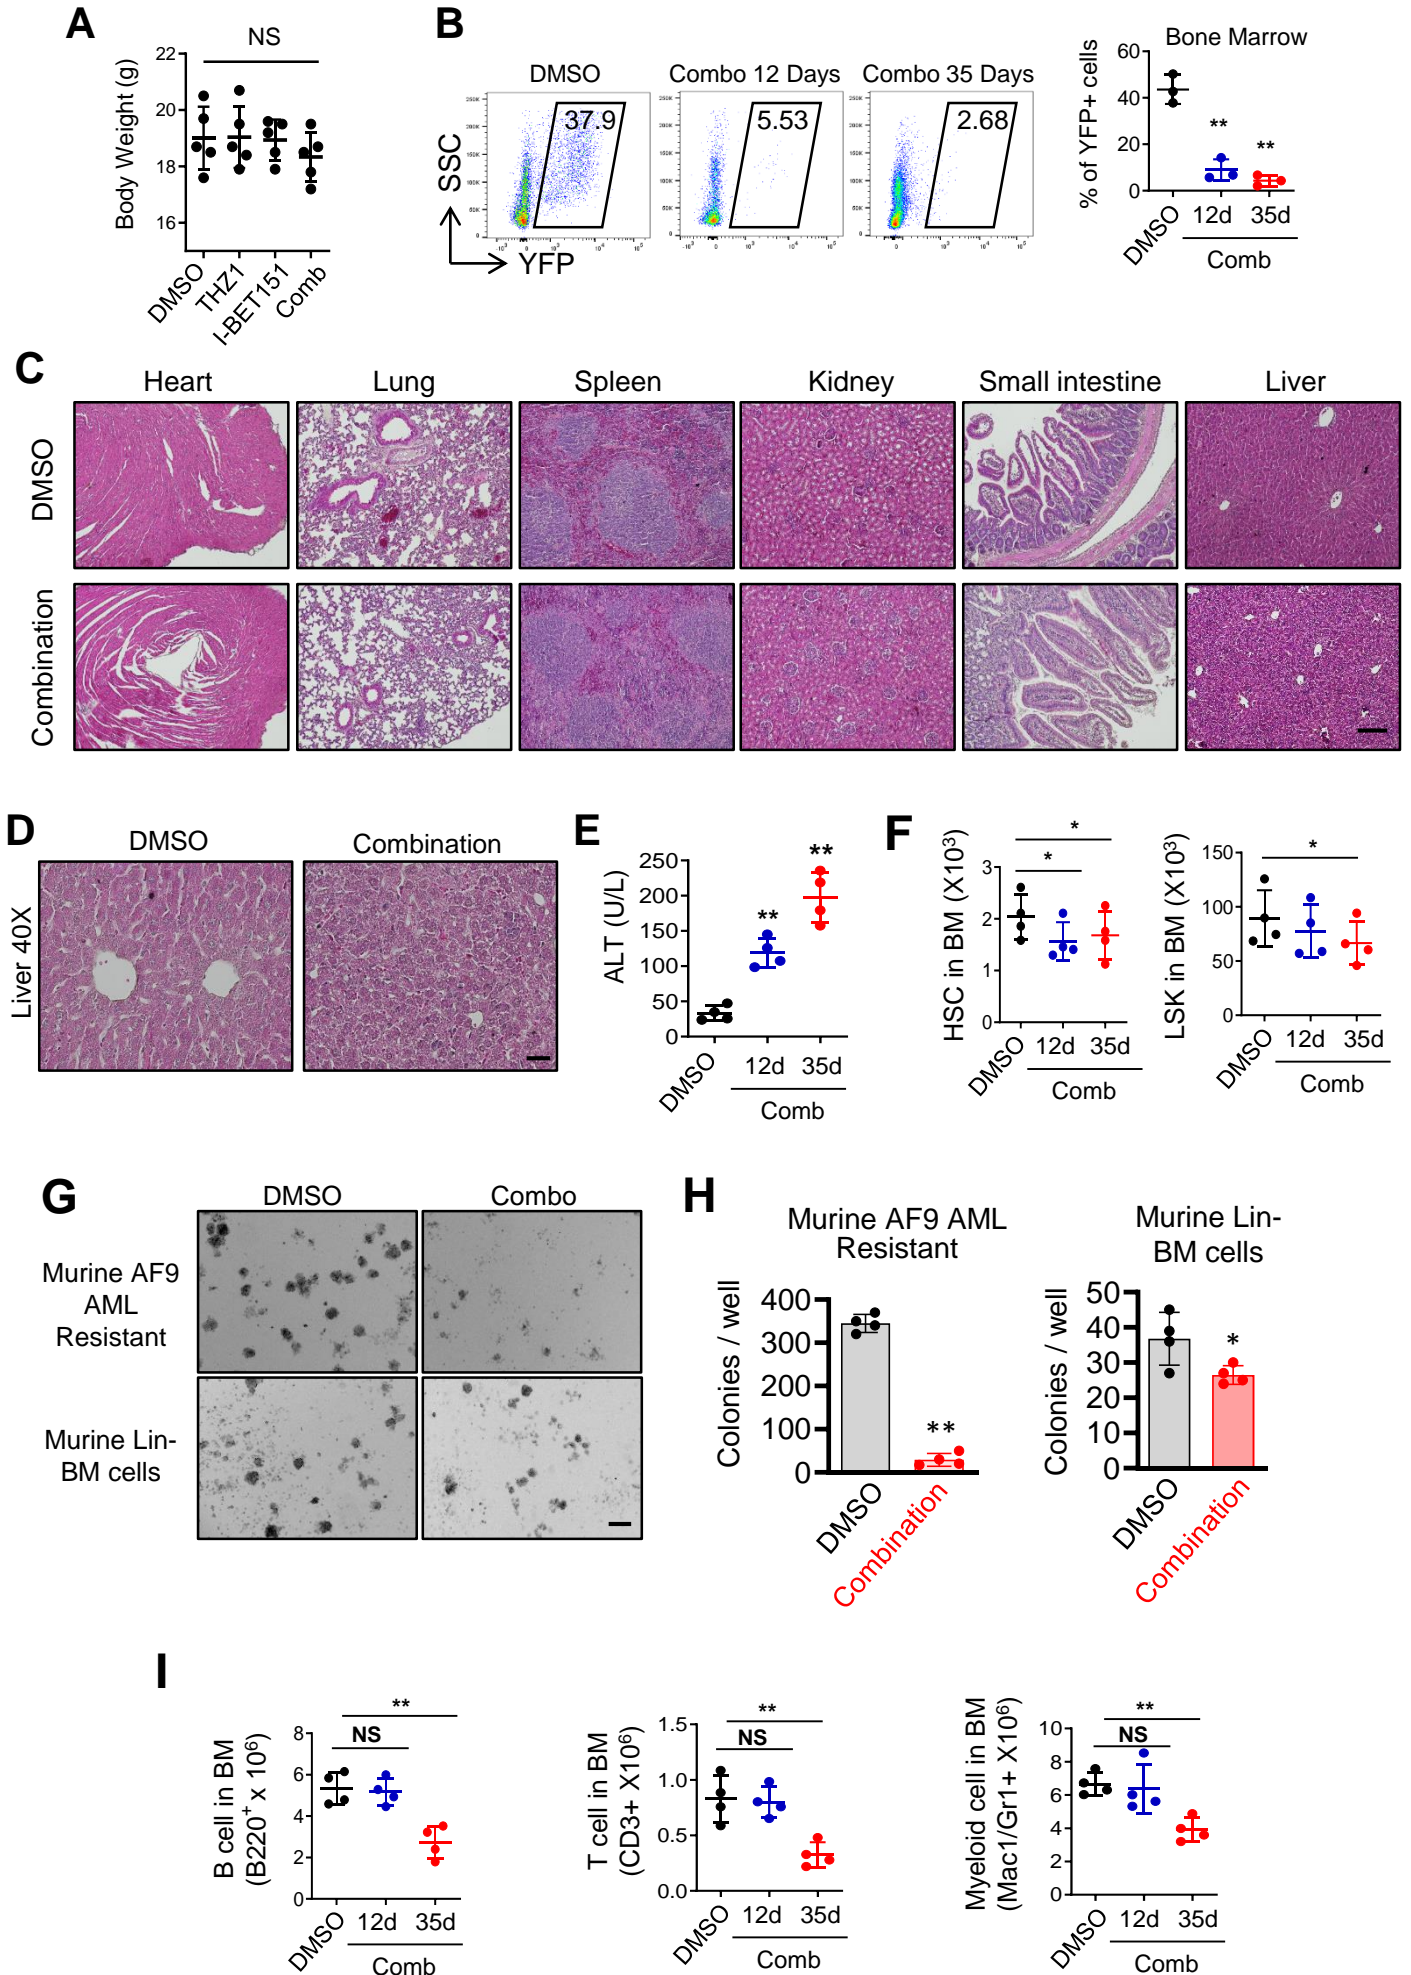 A
NS
22
20
18
16
Body Weight (g)
DMSO
THZ1
I-BET151
Comb
B
DMSO
Combo 12 Days
Combo 35 Days
37.9
5.53
2.68
SSC
YFP
Bone Marrow
60
40
20
0
% of YFP+ cells
**
**
DMSO
12d
35d
Comb
C
Heart
Lung
Spleen
Kidney
Small intestine
Liver
DMSO
Combination
D
DMSO
Combination
Liver 40X
E
250
200
150
100
50
0
ALT (U/L)
**
**
DMSO
12d
35d
Comb
F
HSC in BM (X10³)
3
2
1
0
*
*
DMSO
12d
35d
Comb
LSK in BM (X10³)
150
100
50
0
*
DMSO
12d
35d
Comb
G
DMSO
Combo
Murine AF9
AML
Resistant
Murine Lin-
BM cells
H
Murine AF9 AML
Resistant
Colonies / well
400
300
200
100
0
**
DMSO
Combination
Murine Lin-
BM cells
Colonies / well
50
40
30
20
10
0
*
DMSO
Combination
I
B cell in BM
(B220⁺ x 10⁶)
8
6
4
2
0
**
NS
DMSO
12d
35d
Comb
T cell in BM
(CD3+ X10⁶)
1.5
1.0
0.5
0.0
**
NS
DMSO
12d
35d
Comb
Myeloid cell in BM
(Mac1/Gr1+ X10⁶)
10
8
6
4
2
0
**
NS
DMSO
12d
35d
Comb